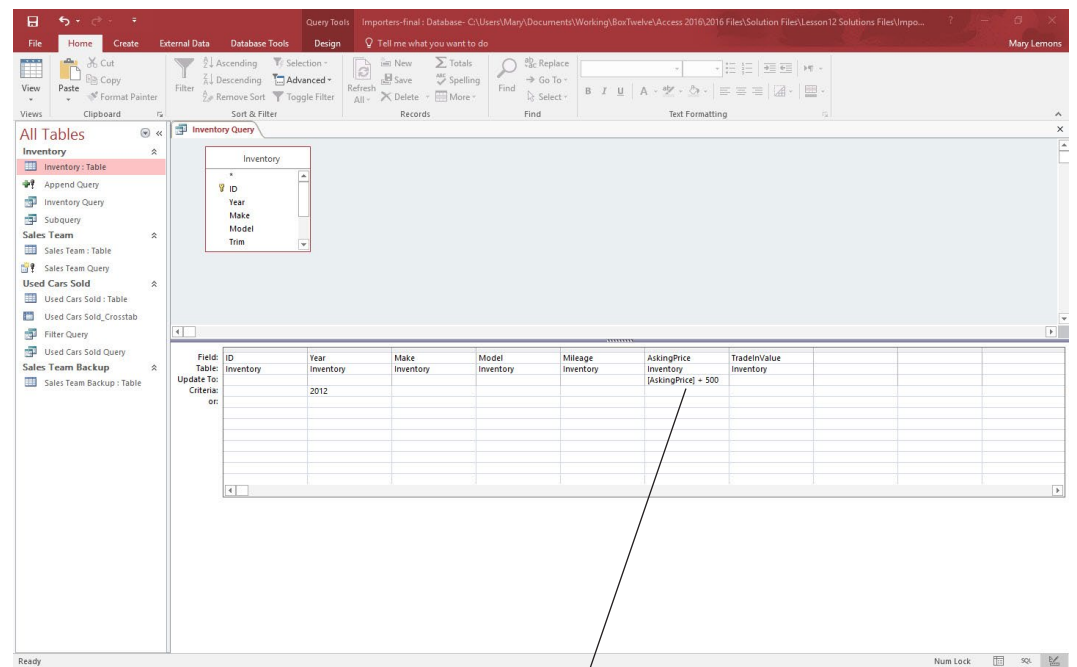 Query Tools Importers-final : Database- C:\Users\Mary\Documents\Working\BoxTwelve\Access 2016\2016 Files\Solution Files\Lesson12 Solutions Files\Impo... ?
File Home Create External Data Database Tools Design Tell me what you want to do Mary Lemons
View
Views
Paste
Cut
Copy
Format Painter
Clipboard
Filter
Ascending
Descending
Remove Sort
Selection
Advanced
Toggle Filter
Sort & Filter
Refresh All
New
Save
Delete
Totals
Spelling
More
Records
Find
Replace
Go To
Select
Find
B I U A
Text Formatting
All Tables
Inventory
Inventory : Table
Append Query
Inventory Query
Subquery
Sales Team
Sales Team : Table
Sales Team Query
Used Cars Sold
Used Cars Sold : Table
Used Cars Sold_Crosstab
Filter Query
Used Cars Sold Query
Sales Team Backup
Sales Team Backup : Table
Inventory Query
Inventory
*
ID
Year
Make
Model
Trim
Field: ID Year Make Model Mileage AskingPrice TradeInValue
Table: Inventory Inventory Inventory Inventory Inventory Inventory Inventory
Update To: [AskingPrice] + 500
Criteria: 2012
or:
Ready Num Lock SQL